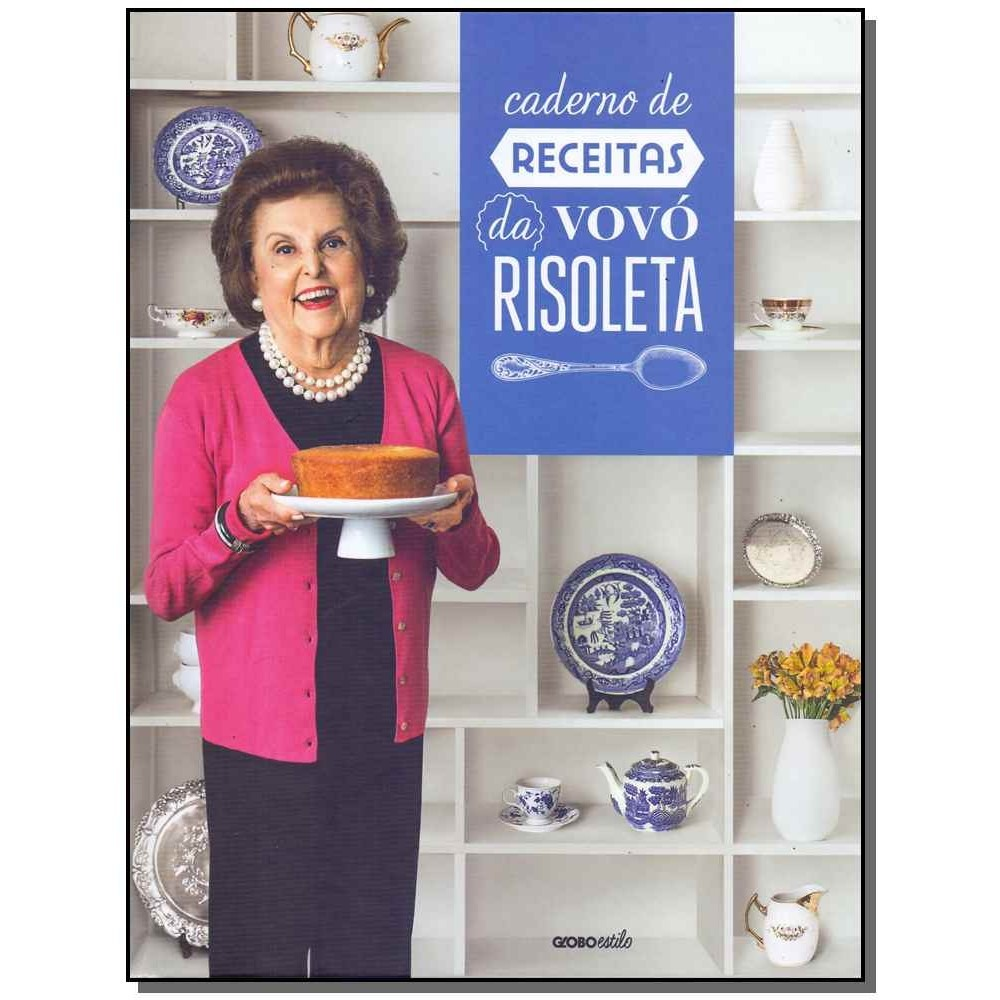 caderno de
RECEITAS
da VOVÓ
RISOLETA
GLOBOestilo